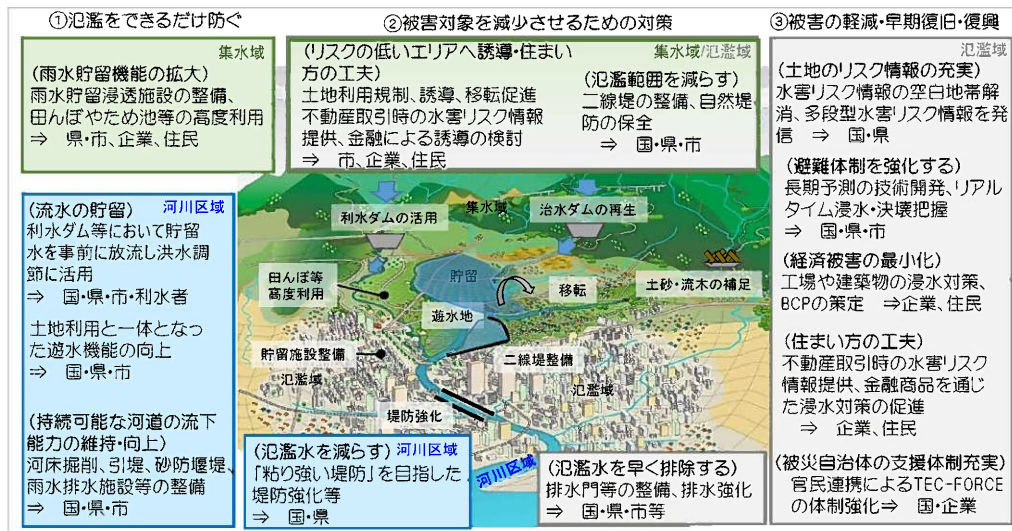 ①氾濫をできるだけ防ぐ
集水域
(雨水貯留機能の拡大)
雨水貯留浸透施設の整備、
田んぼやため池等の高度利用
⇒ 県・市、企業、住民
河川区域
(流水の貯留)
利水ダム等において貯留
水を事前に放流し洪水調
節に活用
⇒ 国・県・市・利水者
土地利用と一体となっ
た遊水機能の向上
⇒ 国・県・市
(持続可能な河道の流下
能力の維持・向上)
河床掘削、引堤、砂防堰堤、
雨水排水施設等の整備
⇒ 国・県・市
②被害対象を減少させるための対策
集水域/氾濫域
(リスクの低いエリアへ誘導・住まい
方の工夫)
土地利用規制、誘導、移転促進
不動産取引時の水害リスク情報
提供、金融による誘導の検討
⇒ 市、企業、住民
(氾濫範囲を減らす)
二線堤の整備、自然堤
防の保全
⇒ 国・県・市
利水ダムの活用
集水域
治水ダムの再生
田んぼ等
高度利用
貯留
移転
土砂・流木の補足
遊水地
貯留施設整備
二線堤整備
氾濫域
氾濫域
堤防強化
河川区域
(氾濫水を減らす) 河川区域
「粘り強い堤防」を目指した
堤防強化等
⇒ 国・県
(氾濫水を早く排除する)
排水門等の整備、排水強化
⇒ 国・県・市等
③被害の軽減・早期復旧・復興
氾濫域
(土地のリスク情報の充実)
水害リスク情報の空白地帯解
消、多段型水害リスク情報を発
信 ⇒ 国・県
(避難体制を強化する)
長期予測の技術開発、リアル
タイム浸水・決壊把握
⇒ 国・県・市
(経済被害の最小化)
工場や建築物の浸水対策、
BCPの策定 ⇒企業、住民
(住まい方の工夫)
不動産取引時の水害リスク
情報提供、金融商品を通じ
た浸水対策の促進
⇒ 企業、住民
(被災自治体の支援体制充実)
官民連携によるTEC-FORCE
の体制強化⇒ 国・企業